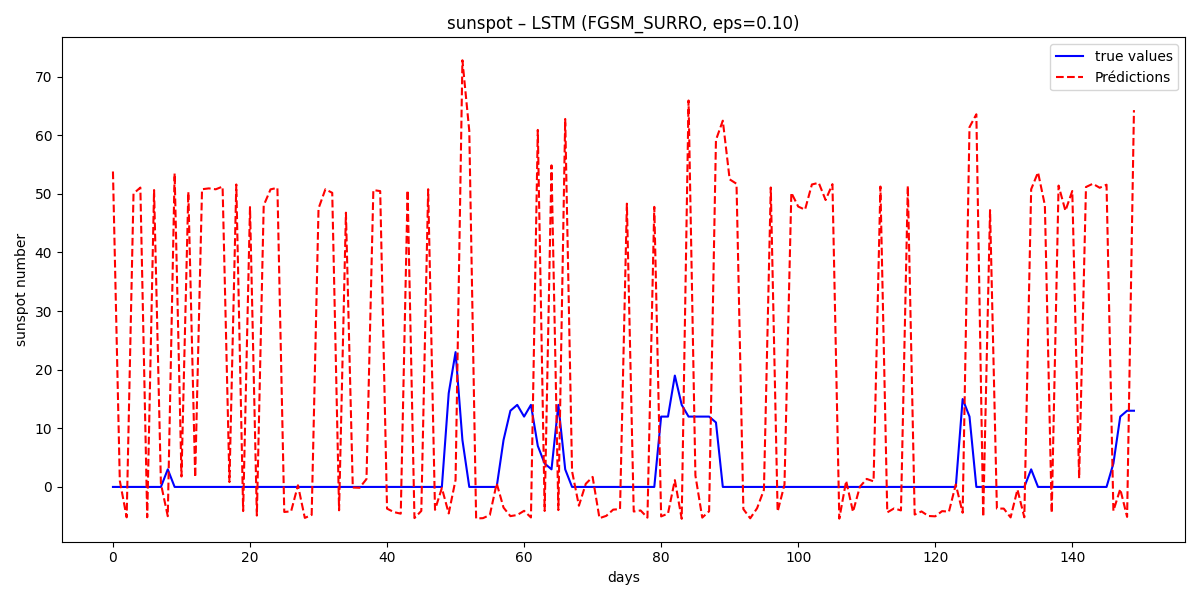 sunspot – LSTM (FGSM_SURRO, eps=0.10)
true values
Prédictions
sunspot number
70
60
50
40
30
20
10
0
0 20 40 60 80 100 120 140
days